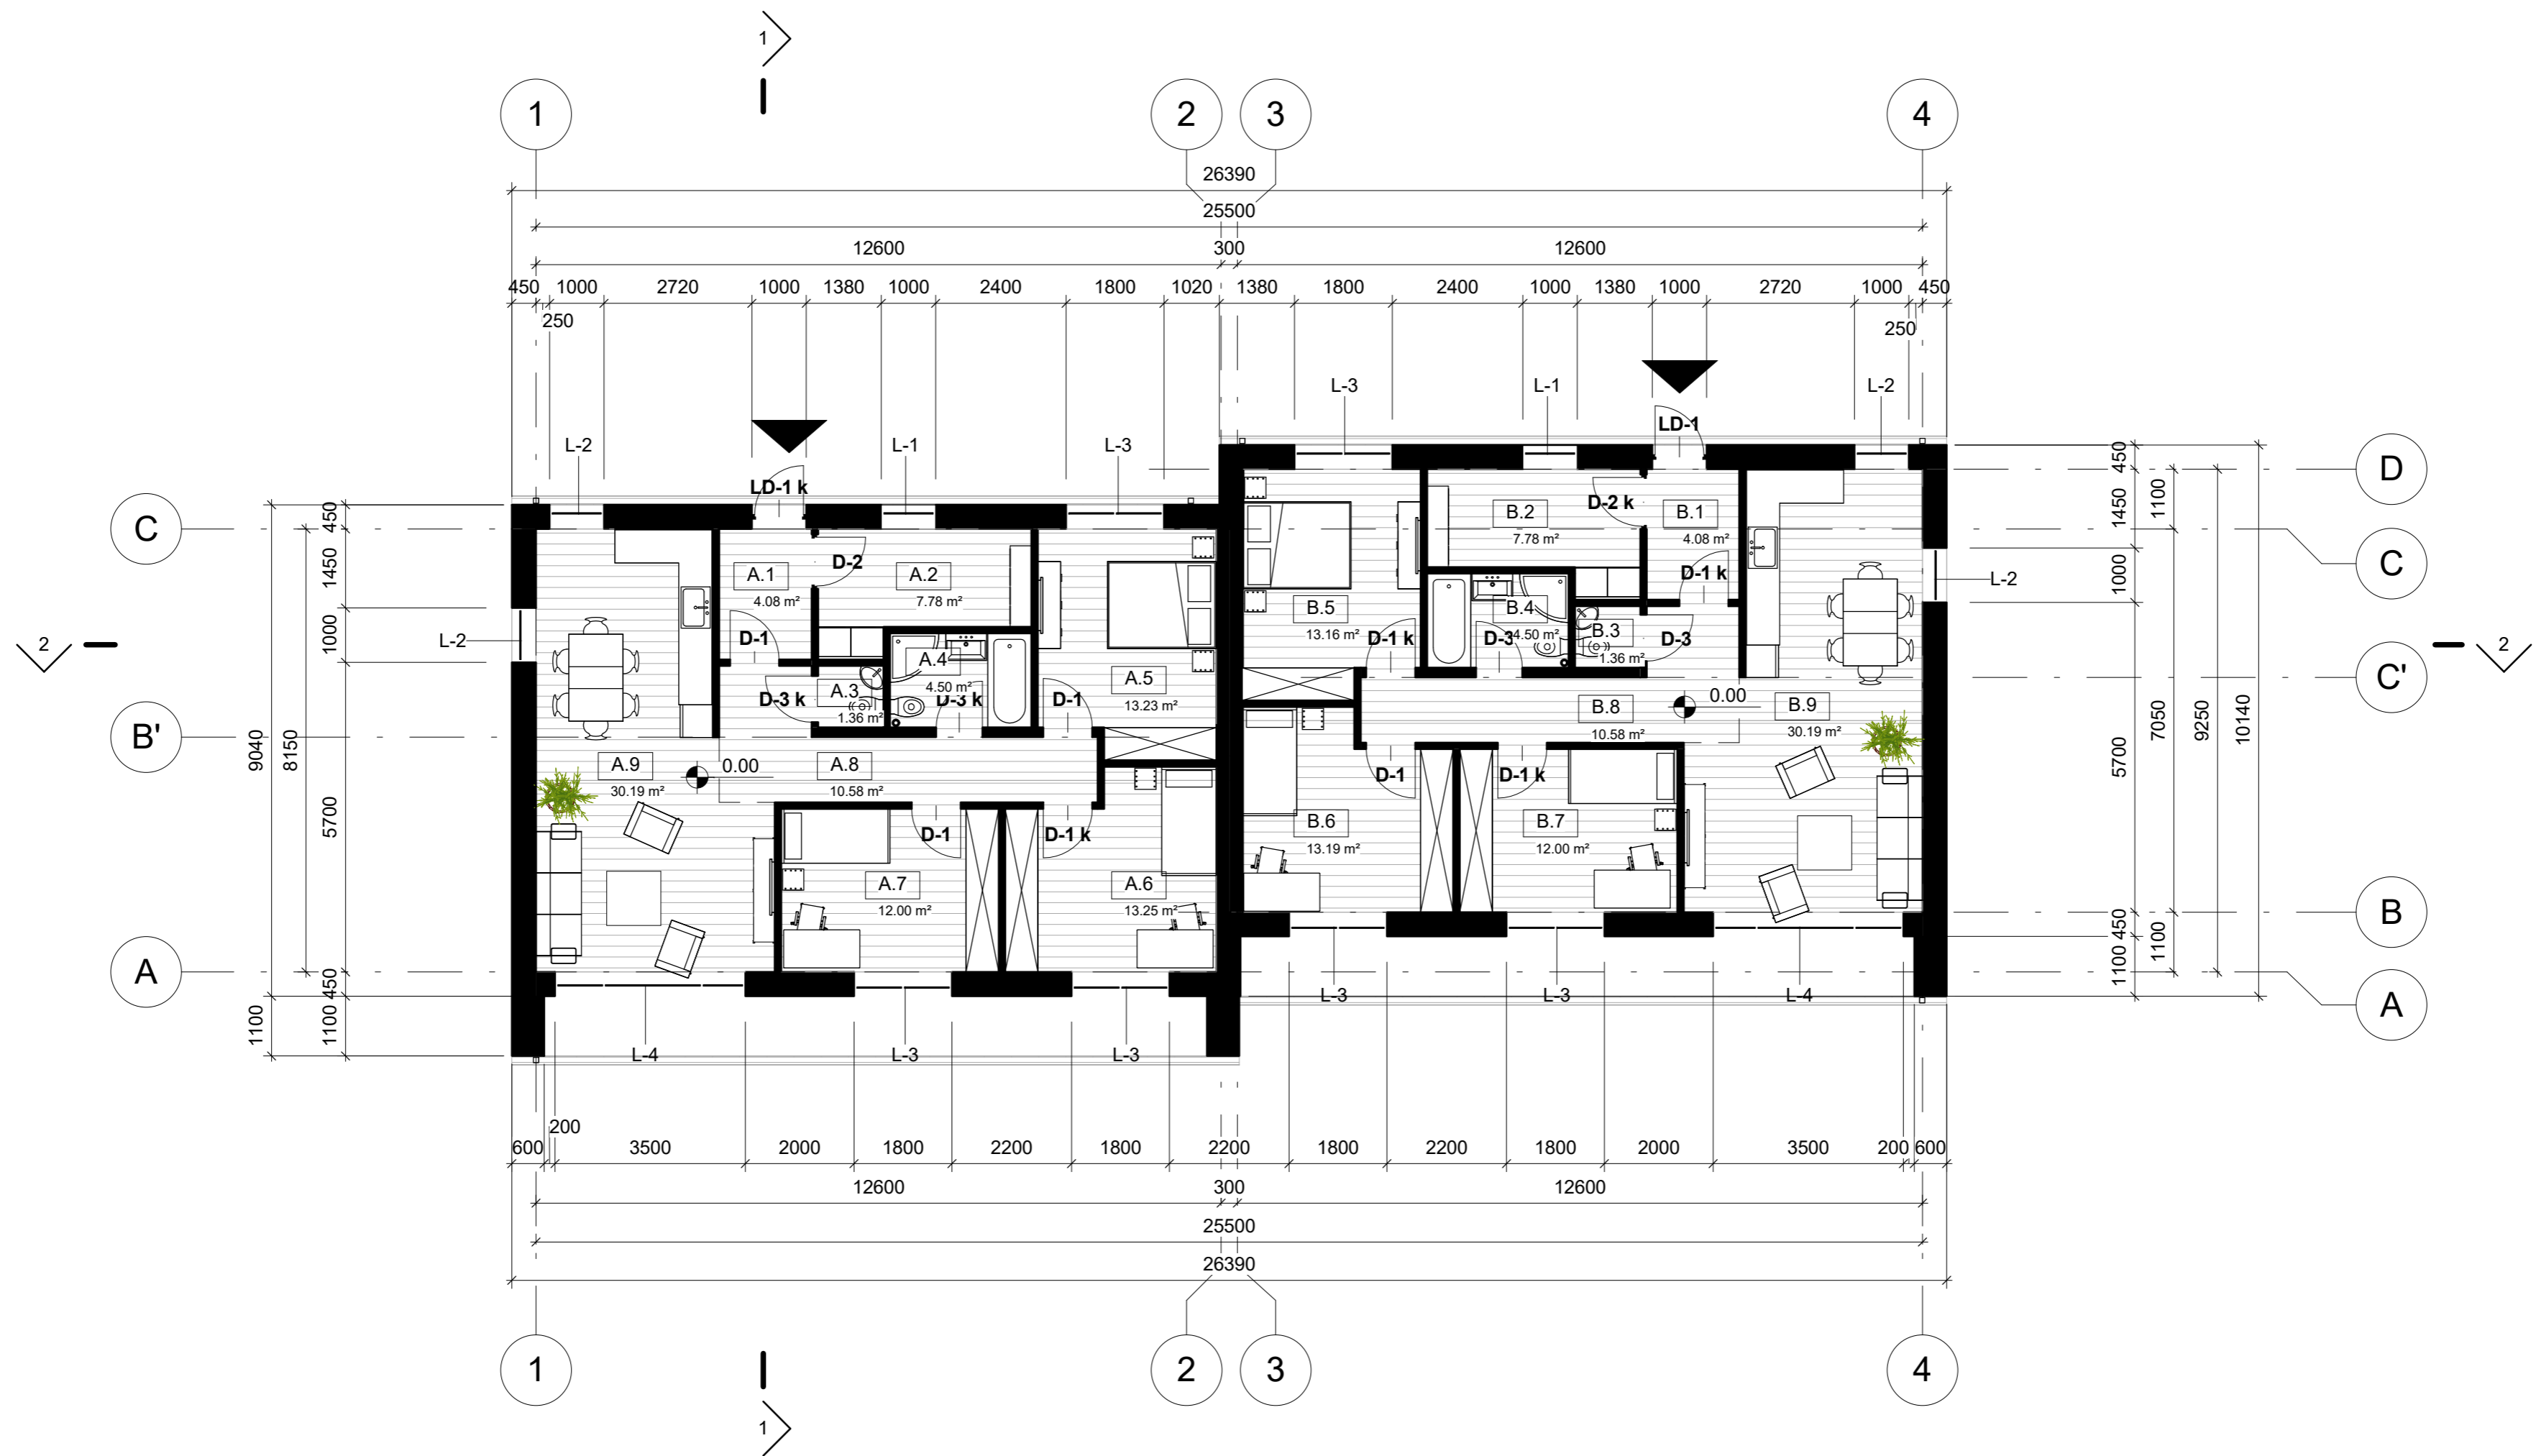 1
1 2 3 4
26390
25500
12600 300 12600
450 1000 2720 1000 1380 1000 2400 1800 1020 1380 1800 2400 1000 1380 1000 2720 1000 450
250 250
L-3 L-1 L-2
LD-1
L-2 L-1 L-3
LD-1 k
D
C
C
C'
B'
B
A
A
2
2
450
1450
1000
5700
450
1100
8150
9040
1100
L-2
A.1
4.08 m²
D-2
A.2
7.78 m²
D-1
A.3
1.36 m²
D-3 k
A.4
4.50 m²
D-3 k
D-1
A.5
13.23 m²
A.9
30.19 m²
0.00
A.8
10.58 m²
D-1
D-1 k
A.7
12.00 m²
A.6
13.25 m²
L-4
L-3
L-3
B.2
7.78 m²
D-2 k
B.1
4.08 m²
D-1 k
B.5
13.16 m²
D-1 k
B.4
4.50 m²
D-3
B.3
1.36 m²
D-3
B.8
10.58 m²
0.00
B.9
30.19 m²
D-1
D-1 k
B.6
13.19 m²
B.7
12.00 m²
L-2
L-3
L-3
L-4
450
1450
1000
5700
450
1100
1100
7050
1100
9250
10140
200
600 3500 2000 1800 2200 1800 2200 1800 2200 1800 2000 3500 200 600
12600 300 12600
25500
26390
1 2 3 4
1